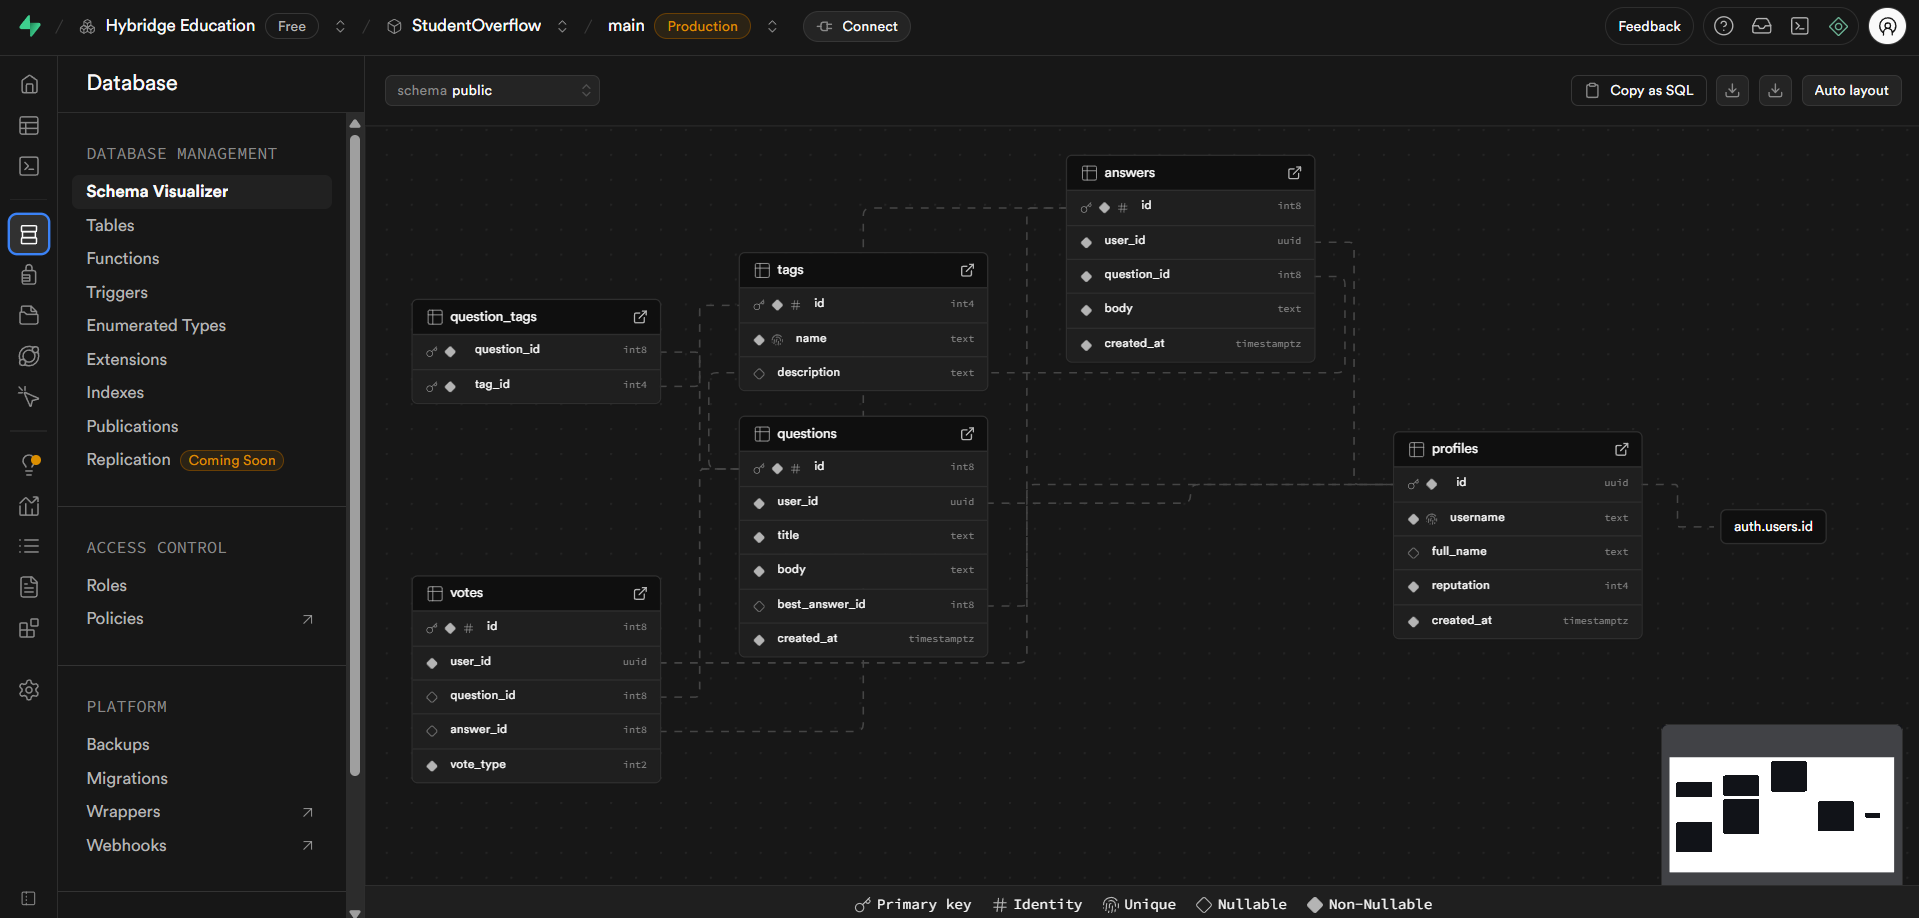 Hybridge Education Free StudentOverflow main Production Connect Feedback
Database
schema public
Copy as SQL
Auto layout
DATABASE MANAGEMENT
Schema Visualizer
Tables
Functions
Triggers
Enumerated Types
Extensions
Indexes
Publications
Replication Coming Soon
ACCESS CONTROL
Roles
Policies
PLATFORM
Backups
Migrations
Wrappers
Webhooks
question_tags
question_id int8
tag_id int4
votes
id int8
user_id uuid
question_id int8
answer_id int8
vote_type int2
tags
id int4
name text
description text
questions
id int8
user_id uuid
title text
body text
best_answer_id int8
created_at timestamptz
answers
id int8
user_id uuid
question_id int8
body text
created_at timestamptz
profiles
id uuid
username text
full_name text
reputation int4
created_at timestamptz
auth.users.id
Primary key Identity Unique Nullable Non-Nullable